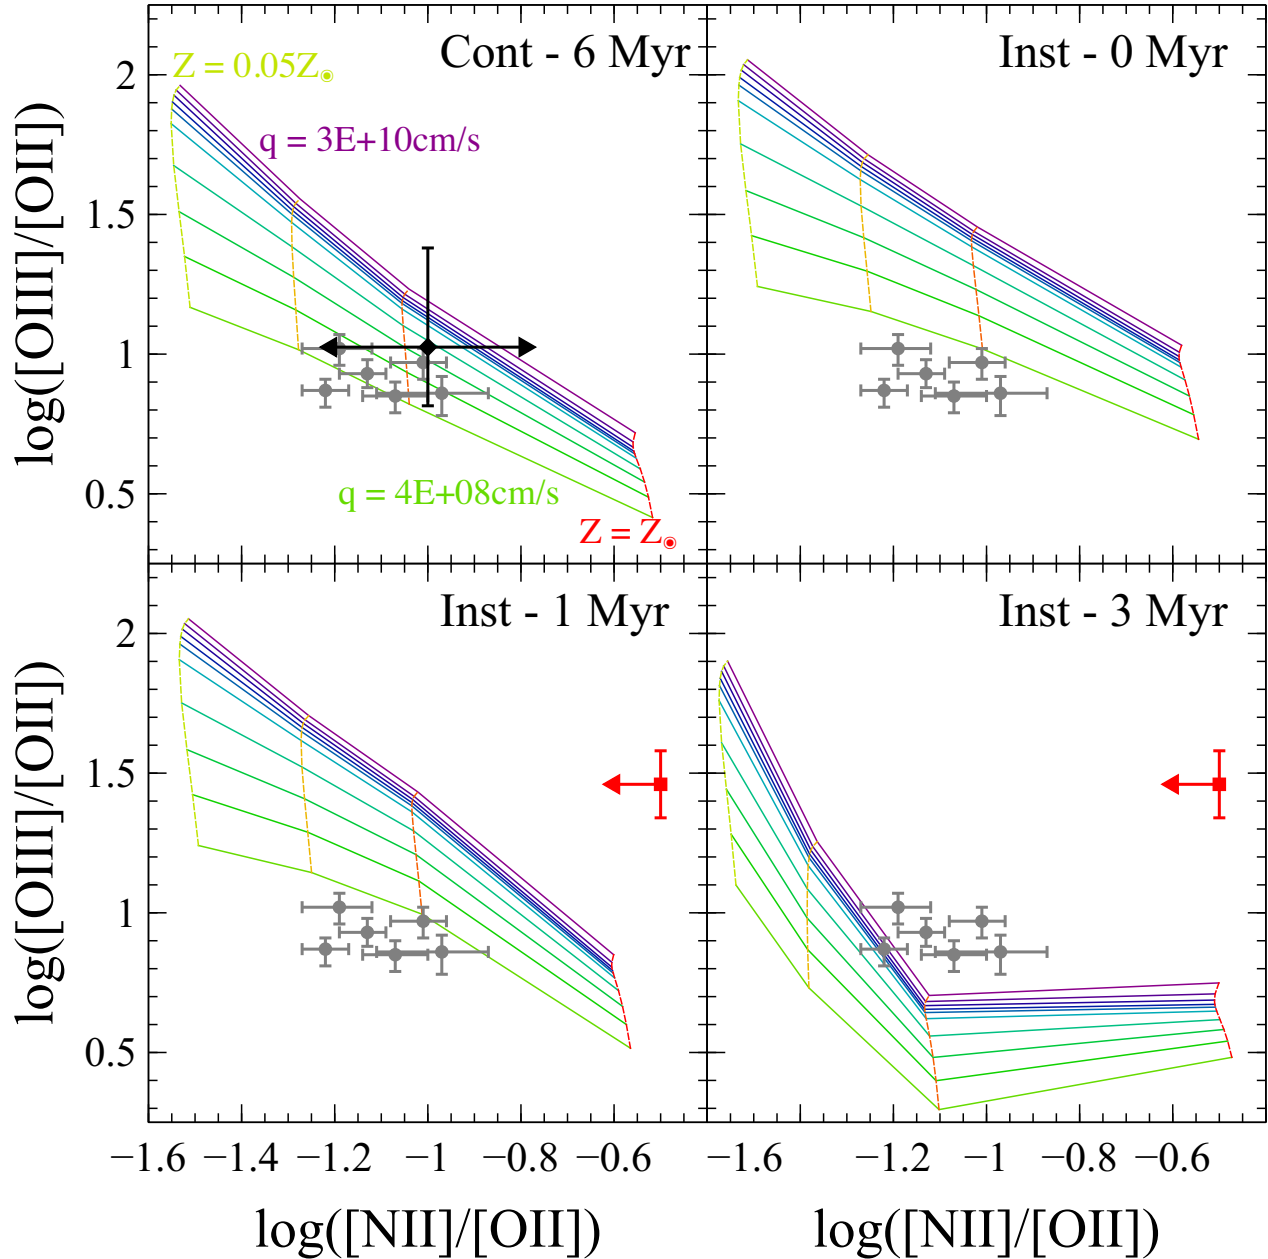 Cont - 6 Myr
Inst - 0 Myr
Z = 0.05Z⊙
q = 3E+10cm/s
q = 4E+08cm/s
Z = Z⊙
log([OIII]/[OII])
2
1.5
1
0.5
Inst - 1 Myr
Inst - 3 Myr
log([OIII]/[OII])
2
1.5
1
0.5
−1.6 −1.4 −1.2 −1 −0.8 −0.6 −1.6 −1.2 −1 −0.8 −0.6
log([NII]/[OII]) log([NII]/[OII])